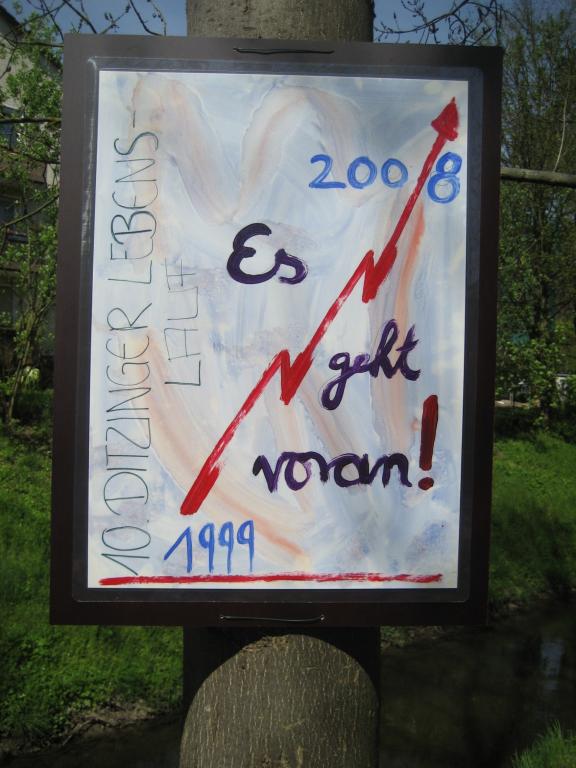 10. DITZINGER LEBENS-
LAUF
2008
Es
geht
voran!
1999